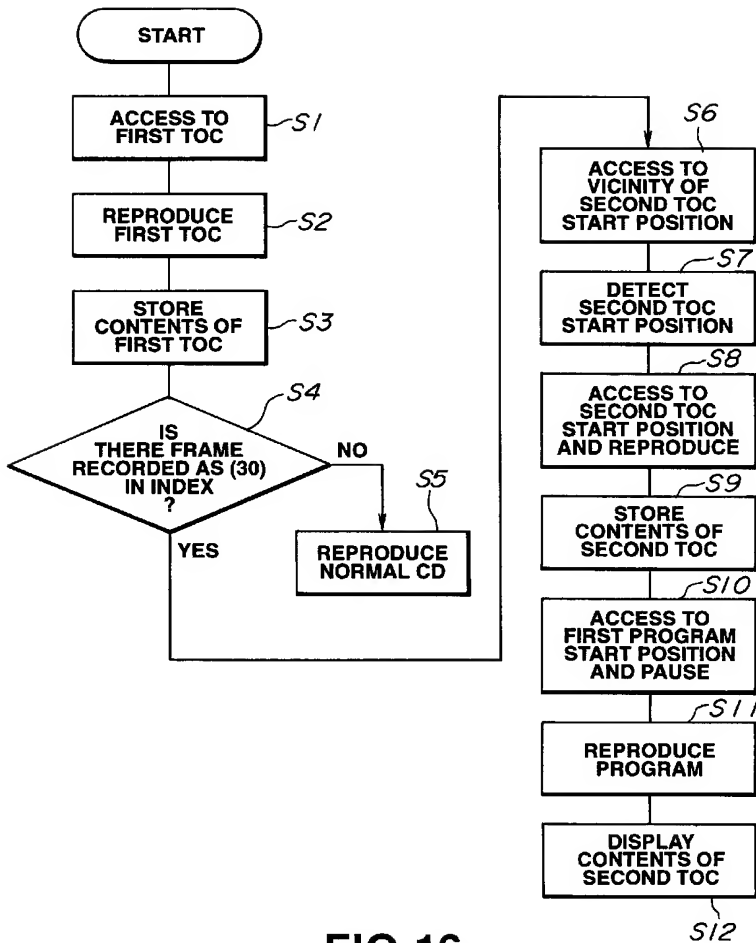 START
ACCESS TO
FIRST TOC
S1
REPRODUCE
FIRST TOC
S2
STORE
CONTENTS OF
FIRST TOC
S3
S4
IS
THERE FRAME
RECORDED AS (30)
IN INDEX
?
NO
YES
S5
REPRODUCE
NORMAL CD
S6
ACCESS TO
VICINITY OF
SECOND TOC
START POSITION
S7
DETECT
SECOND TOC
START POSITION
S8
ACCESS TO
SECOND TOC
START POSITION
AND REPRODUCE
S9
STORE
CONTENTS OF
SECOND TOC
S10
ACCESS TO
FIRST PROGRAM
START POSITION
AND PAUSE
S11
REPRODUCE
PROGRAM
DISPLAY
CONTENTS OF
SECOND TOC
S12
FIG.16